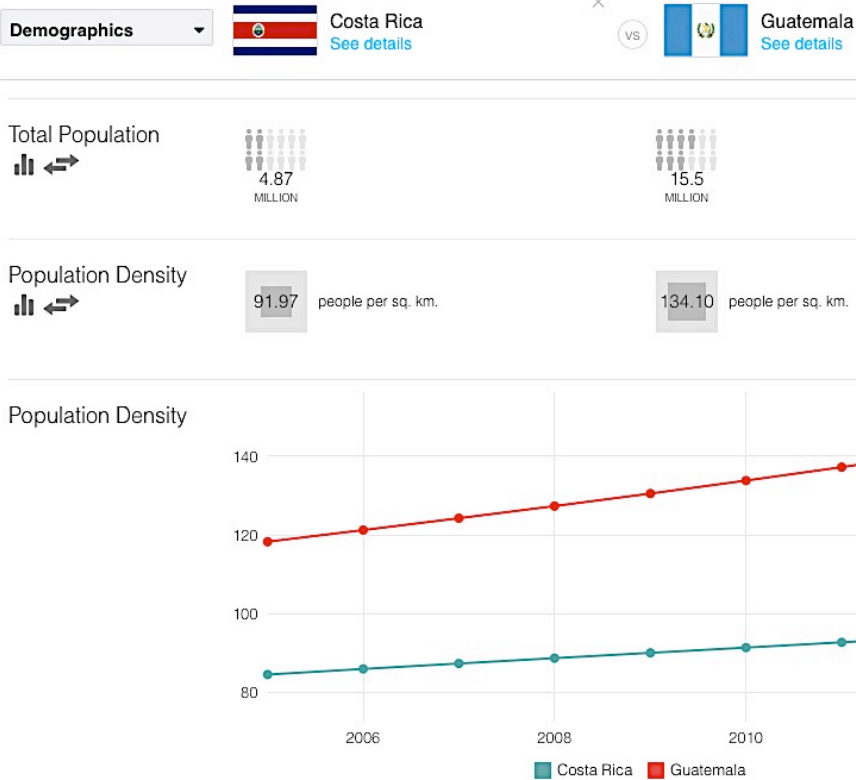 Demographics
Costa Rica
See details
VS
Guatemala
See details
Total Population
4.87
MILLION
15.5
MILLION
Population Density
91.97 people per sq. km.
134.10 people per sq. km.
Population Density
140
120
100
80
2006 2008 2010
Costa Rica Guatemala